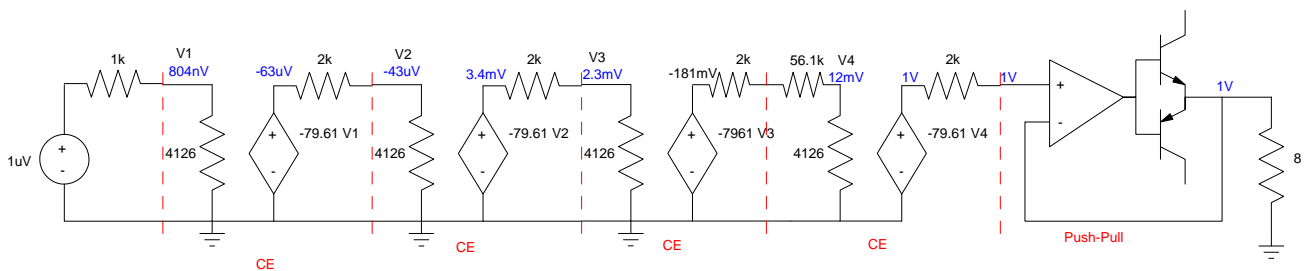 1k
V1
804nV
-63uV
2k
V2
-43uV
3.4mV
2k
V3
2.3mV
-181mV
2k
56.1k
V4
12mV
1V
2k
1V
+
-
1V
1uV
+
-
4126
+
-
-79.61 V1
4126
+
-
-79.61 V2
4126
+
-
-7961 V3
4126
+
-
-79.61 V4
8
CE
CE
CE
CE
Push-Pull